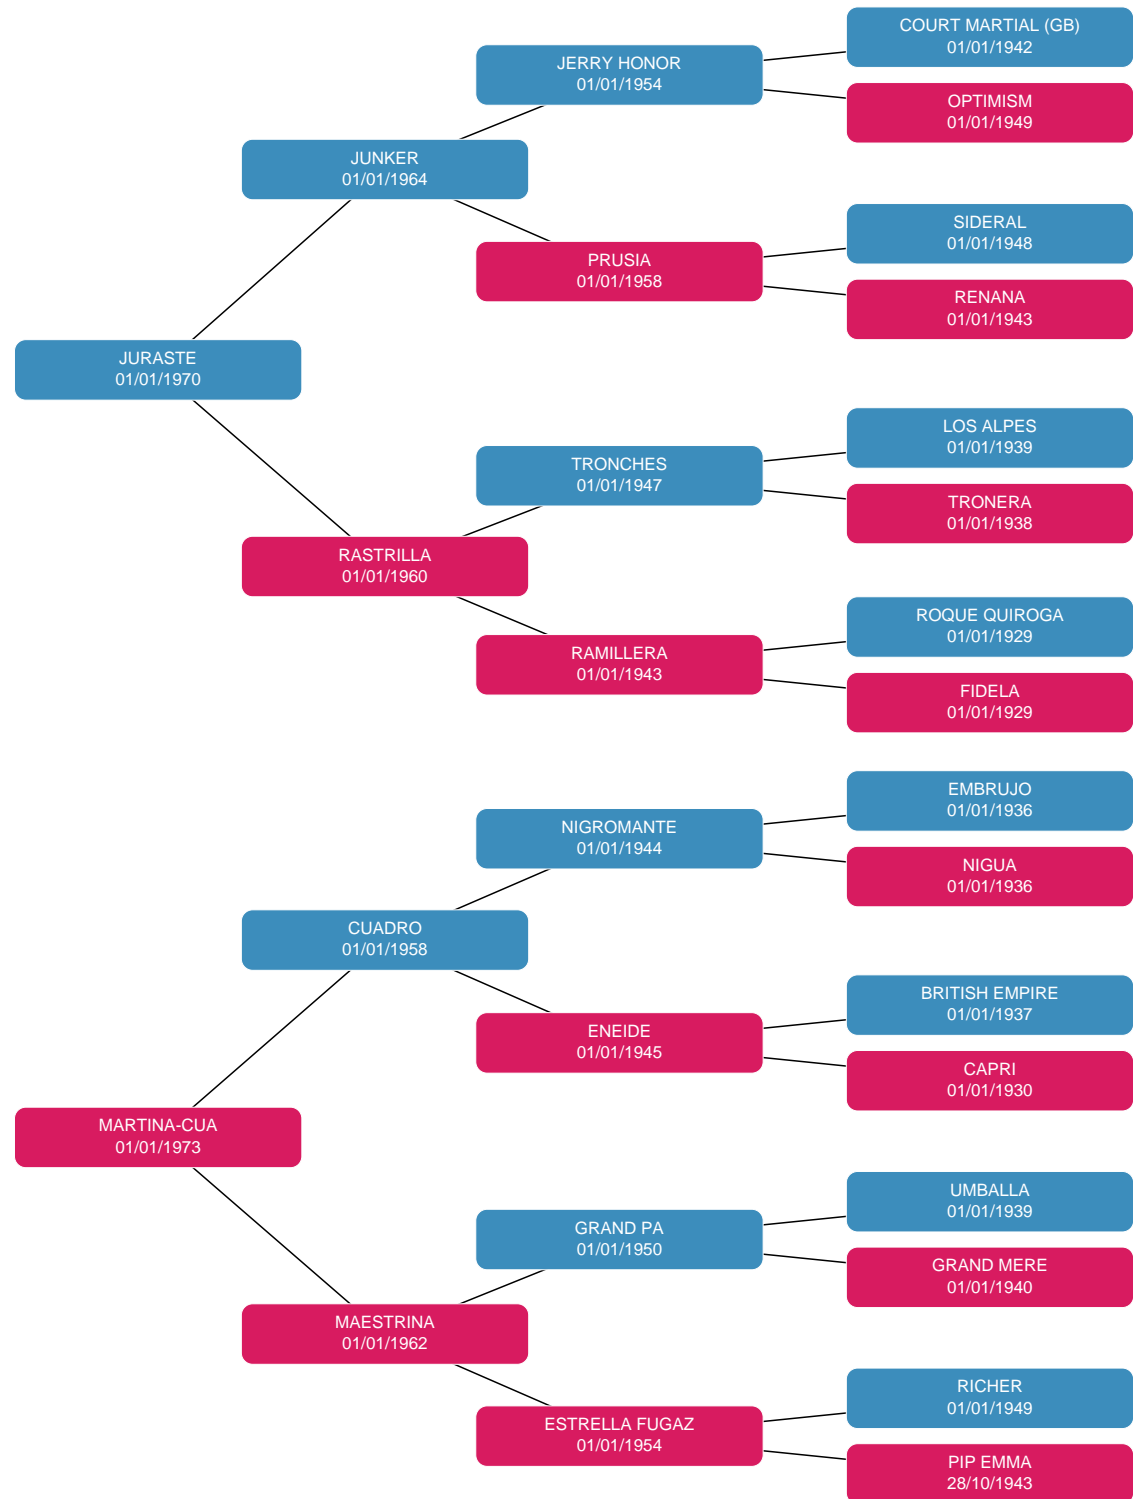 COURT MARTIAL (GB)
01/01/1942
JERRY HONOR
01/01/1954
OPTIMISM
01/01/1949
JUNKER
01/01/1964
SIDERAL
01/01/1948
PRUSIA
01/01/1958
RENANA
01/01/1943
JURASTE
01/01/1970
LOS ALPES
01/01/1939
TRONCHES
01/01/1947
TRONERA
01/01/1938
RASTRILLA
01/01/1960
ROQUE QUIROGA
01/01/1929
RAMILLERA
01/01/1943
FIDELA
01/01/1929
EMBRUJO
01/01/1936
NIGROMANTE
01/01/1944
NIGUA
01/01/1936
CUADRO
01/01/1958
BRITISH EMPIRE
01/01/1937
ENEIDE
01/01/1945
CAPRI
01/01/1930
MARTINA-CUA
01/01/1973
UMBALLA
01/01/1939
GRAND PA
01/01/1950
GRAND MERE
01/01/1940
MAESTRINA
01/01/1962
RICHER
01/01/1949
ESTRELLA FUGAZ
01/01/1954
PIP EMMA
28/10/1943